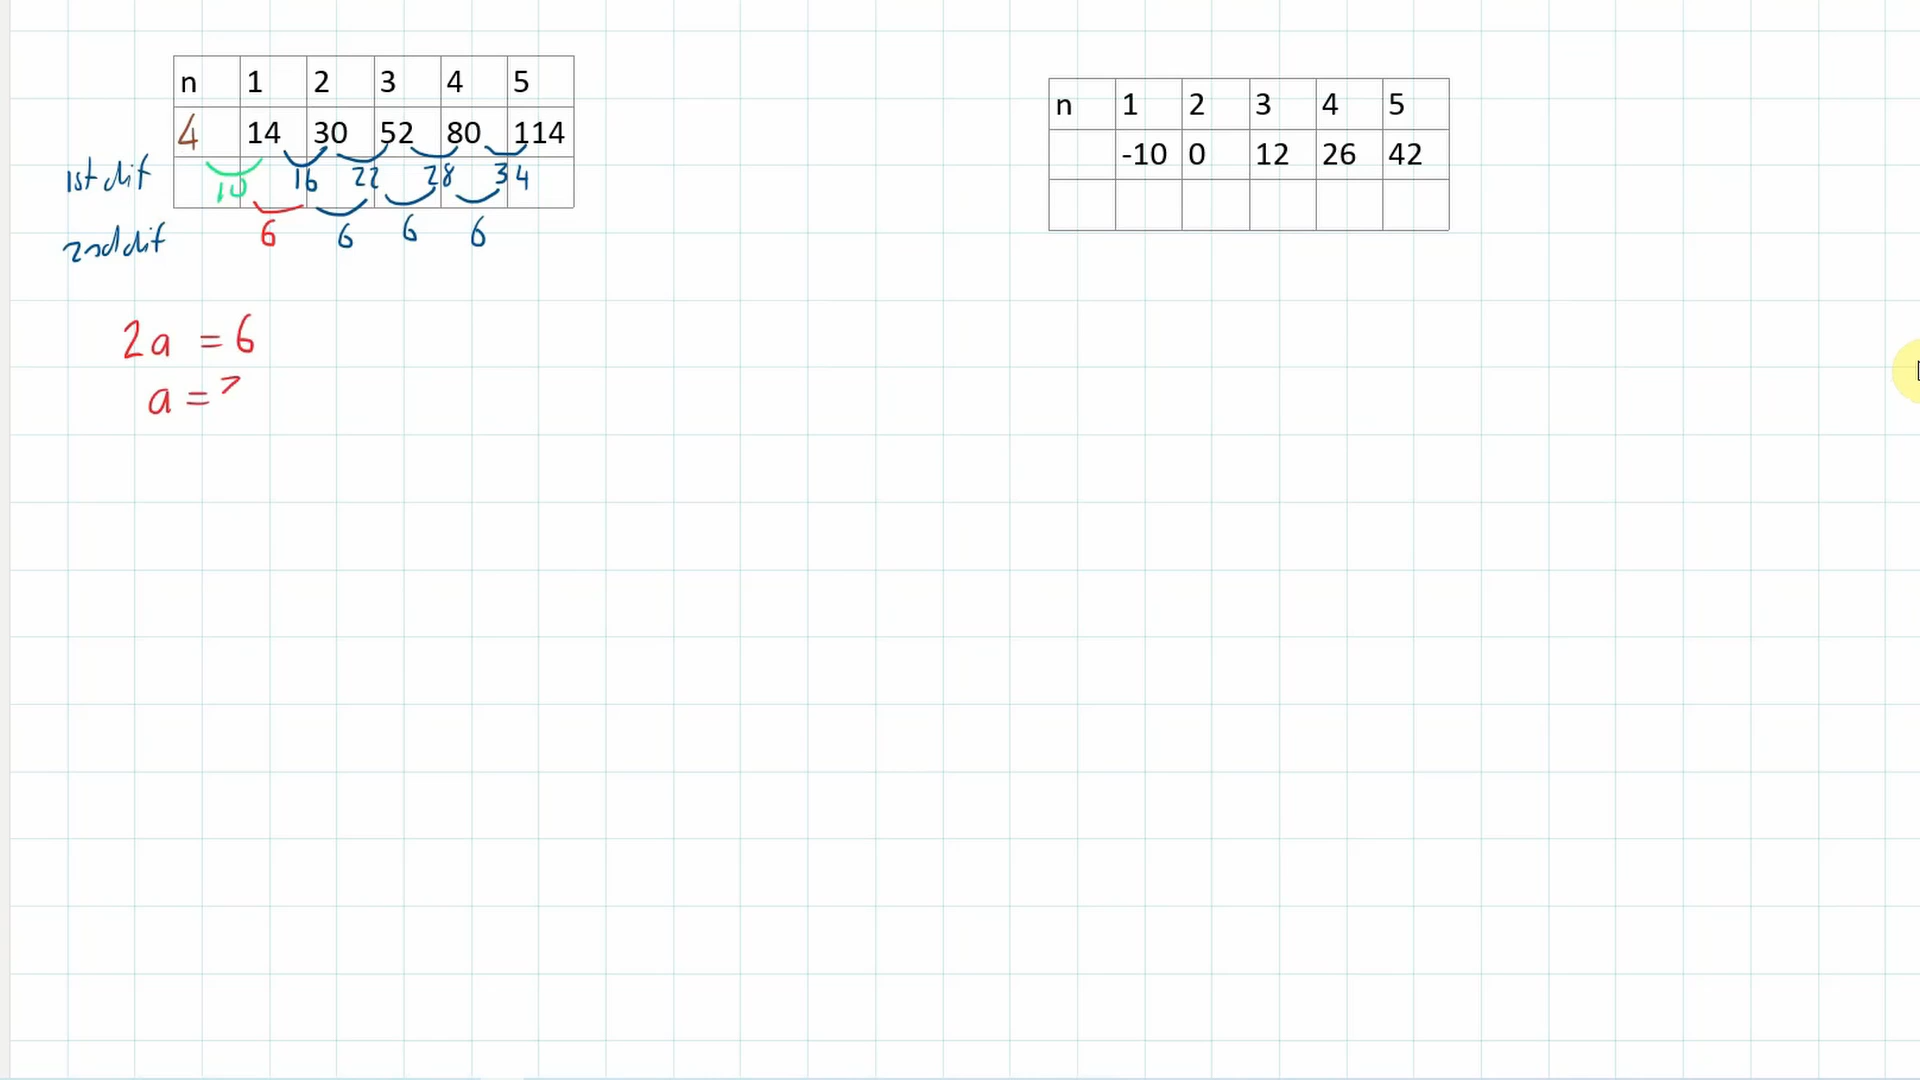 n 1 2 3 4 5
4 14 30 52 80 114
1st dif 10 16 22 28 34
2nd dif 6 6 6 6
2a = 6
a =
n 1 2 3 4 5
-10 0 12 26 42